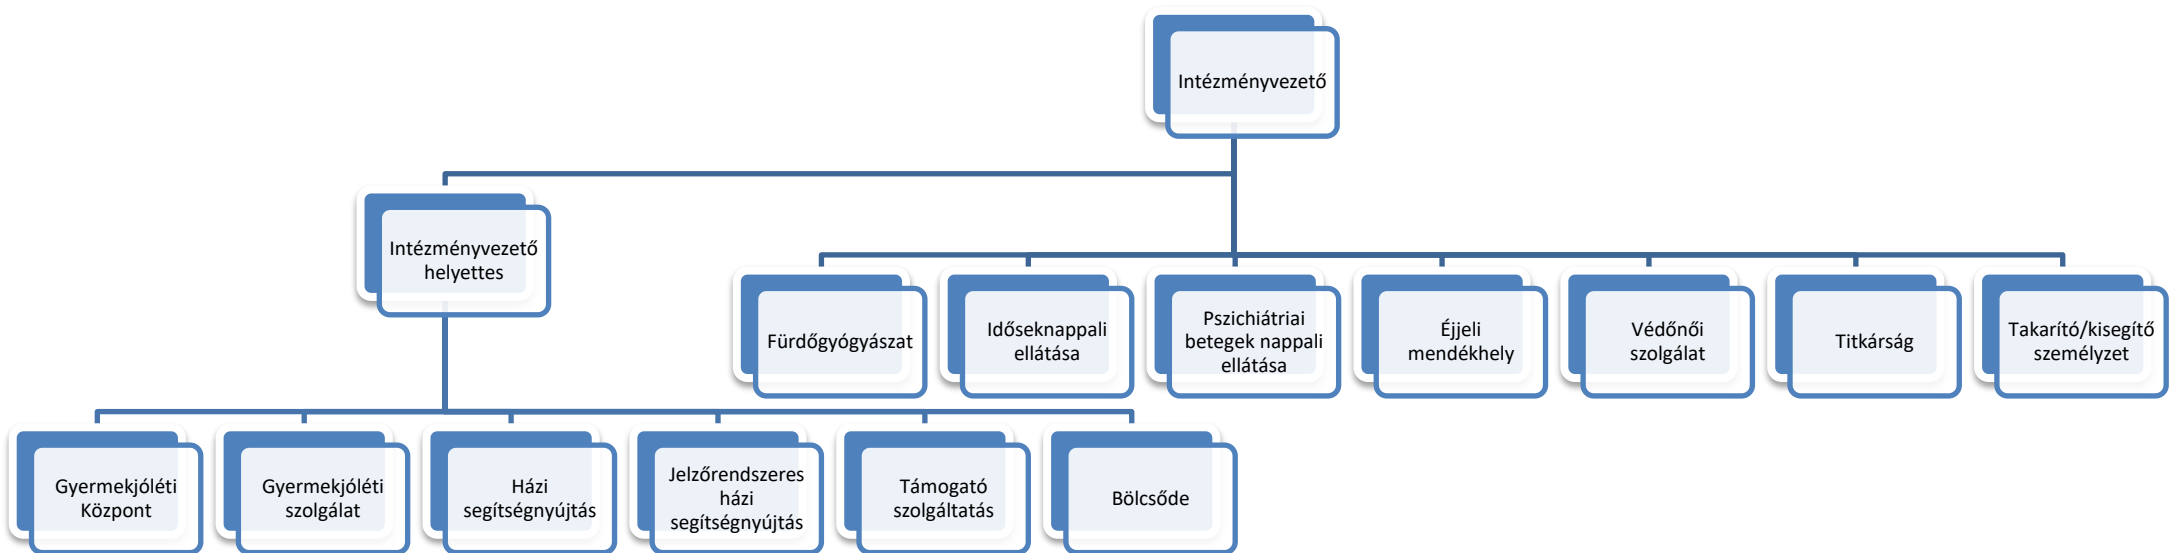 Intézményvezető
Intézményvezető
helyettes
Fürdőgyógyászat
Időseknappali
ellátása
Pszichiátriai
betegek nappali
ellátása
Éjjeli
mendékhely
Védőnői
szolgálat
Titkárság
Takarító/kisegítő
személyzet
Gyermekjóléti
Központ
Gyermekjóléti
szolgálat
Házi
segítségnyújtás
Jelzőrendszeres
házi
segítségnyújtás
Támogató
szolgáltatás
Bölcsőde